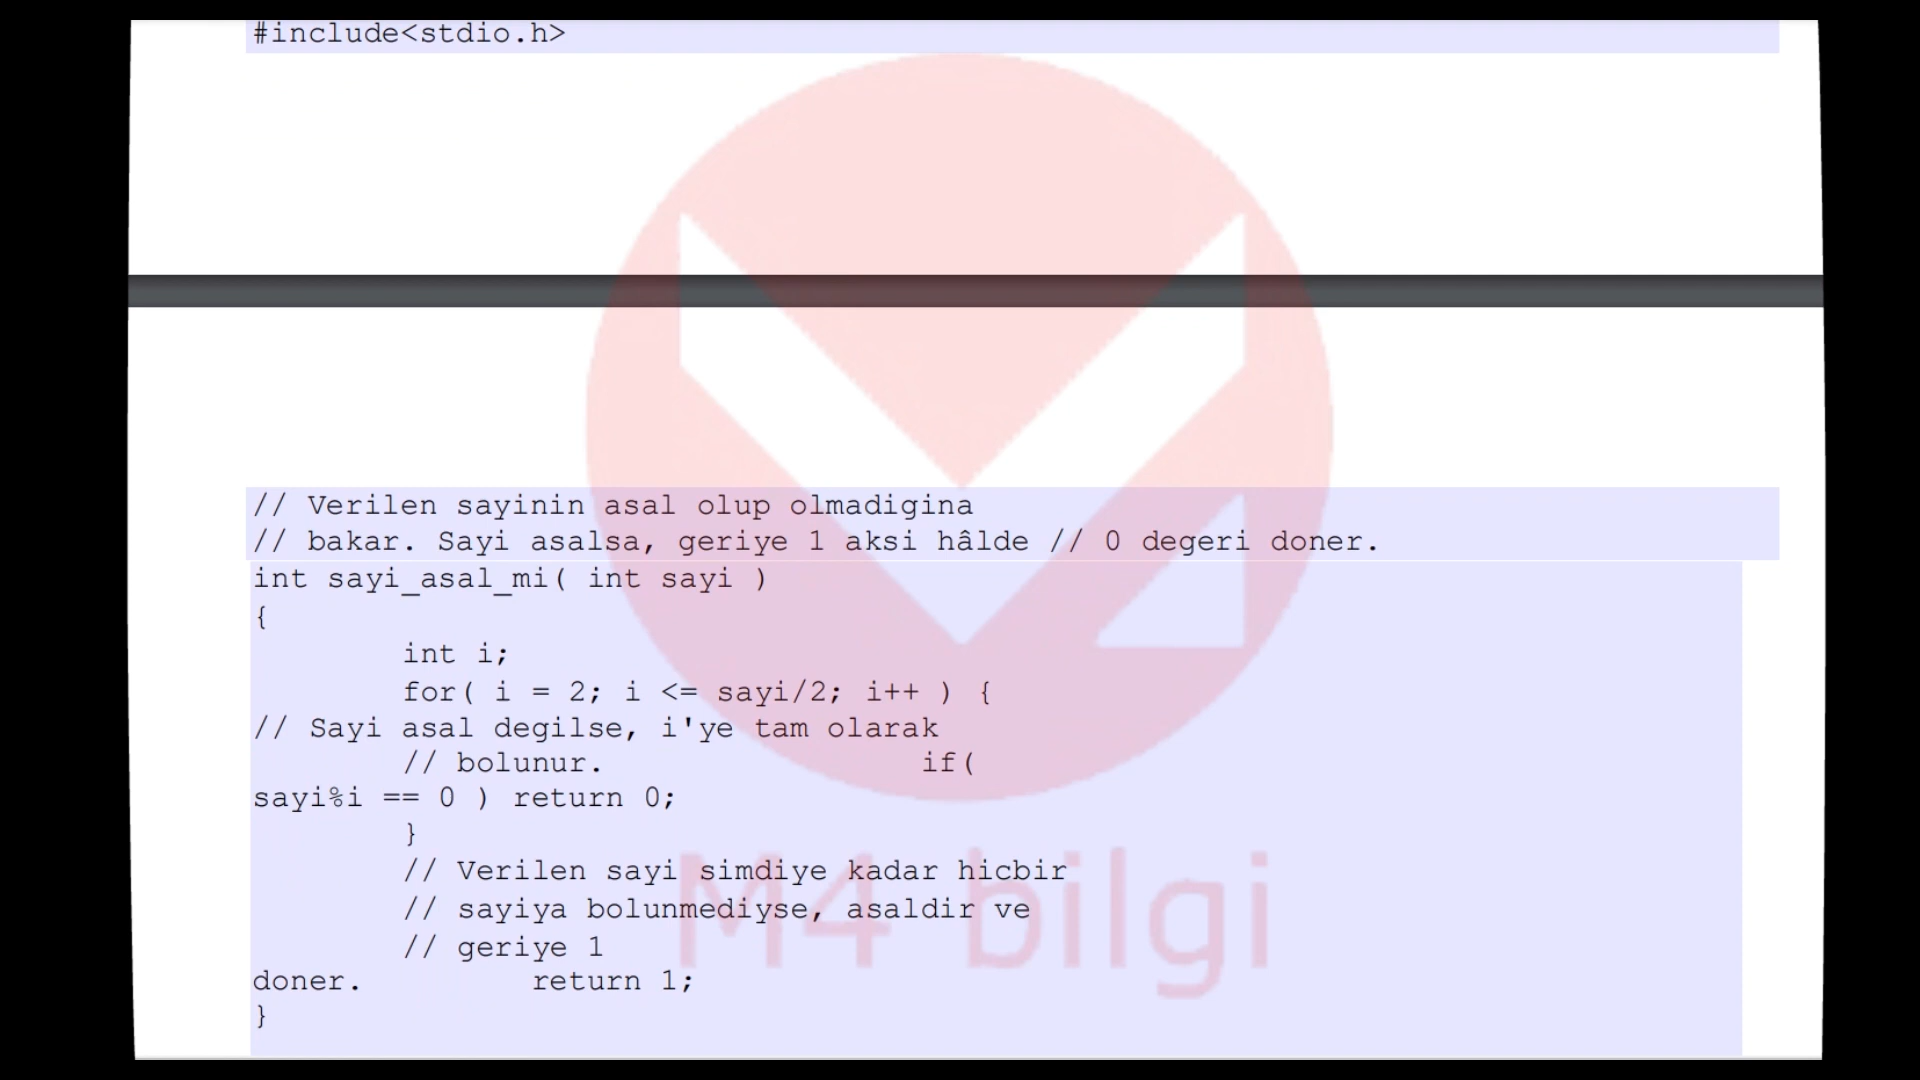 #include<stdio.h>
// Verilen sayinin asal olup olmadigina
// bakar. Sayi asalsa, geriye 1 aksi hâlde // 0 degeri doner.
int sayi_asal_mi( int sayi )
{
int i;
for( i = 2; i <= sayi/2; i++ ) {
// Sayi asal degilse, i'ye tam olarak
// bolunur. if(
sayi%i == 0 ) return 0;
}
// Verilen sayi simdiye kadar hicbir
// sayiya bolunmediyse, asaldir ve
// geriye 1
doner. return 1;
}
M4 bilgi